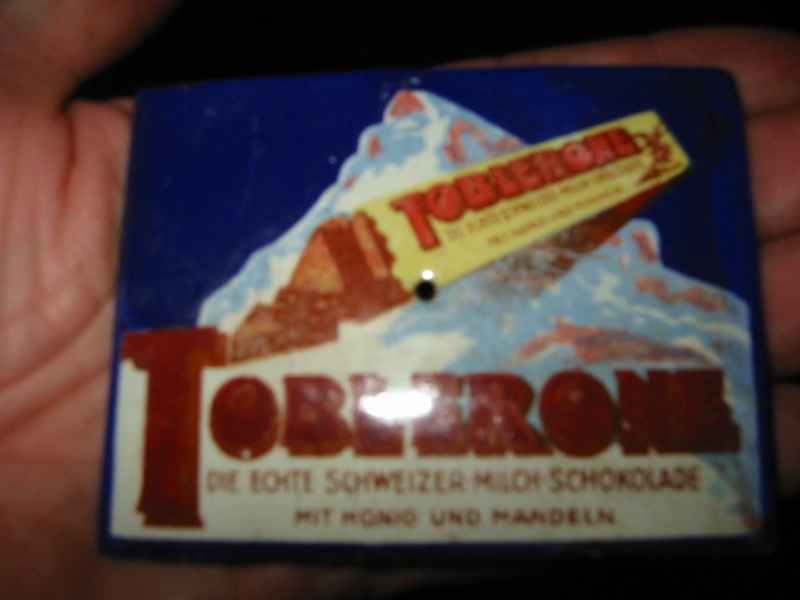 TOBLERONE
TOBLERONE
DIE ECHTE SCHWEIZER-MILCH-SCHOKOLADE
MIT HONIG UND MANDELN